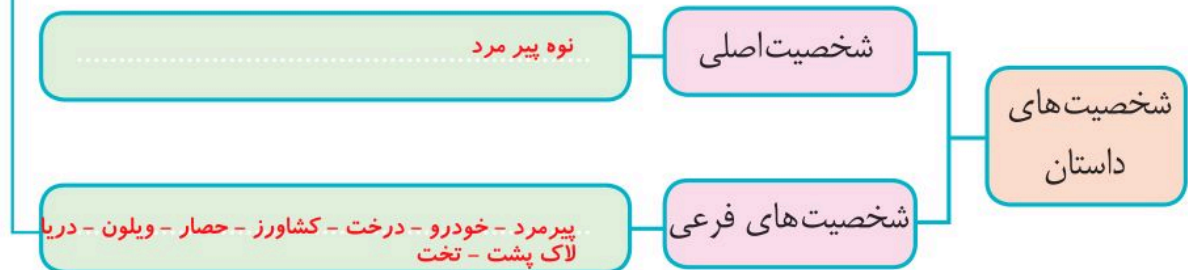 شخصیت‌های
داستان
شخصیت‌اصلی
نوه پیر مرد
شخصیت‌های فرعی
پیرمرد - خودرو - درخت - کشاورز - حصار - ویلون - دریا
لاک پشت - تخت